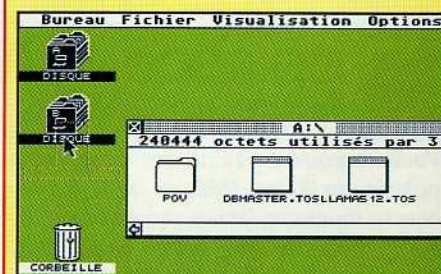 Bureau Fichier Visualisation Options
A
DISQUE
B
DISQUE
A:\
240444 octets utilisés par 3
POV
DBMASTER.TOS
LLAMAS12.TOS
CORBEILLE